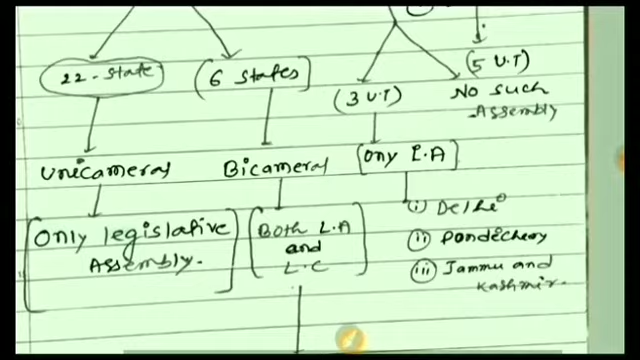 22-State
(6 States)
(3 U.T)
(5 U.T)
No such
Assembly
Unicameral
Bicameral
[Only L.A]
Only legislative
Assembly.
Both L.A
and
L.C
(i) Delhi
(ii) Pondecherry
(iii) Jammu and
Kashmir.